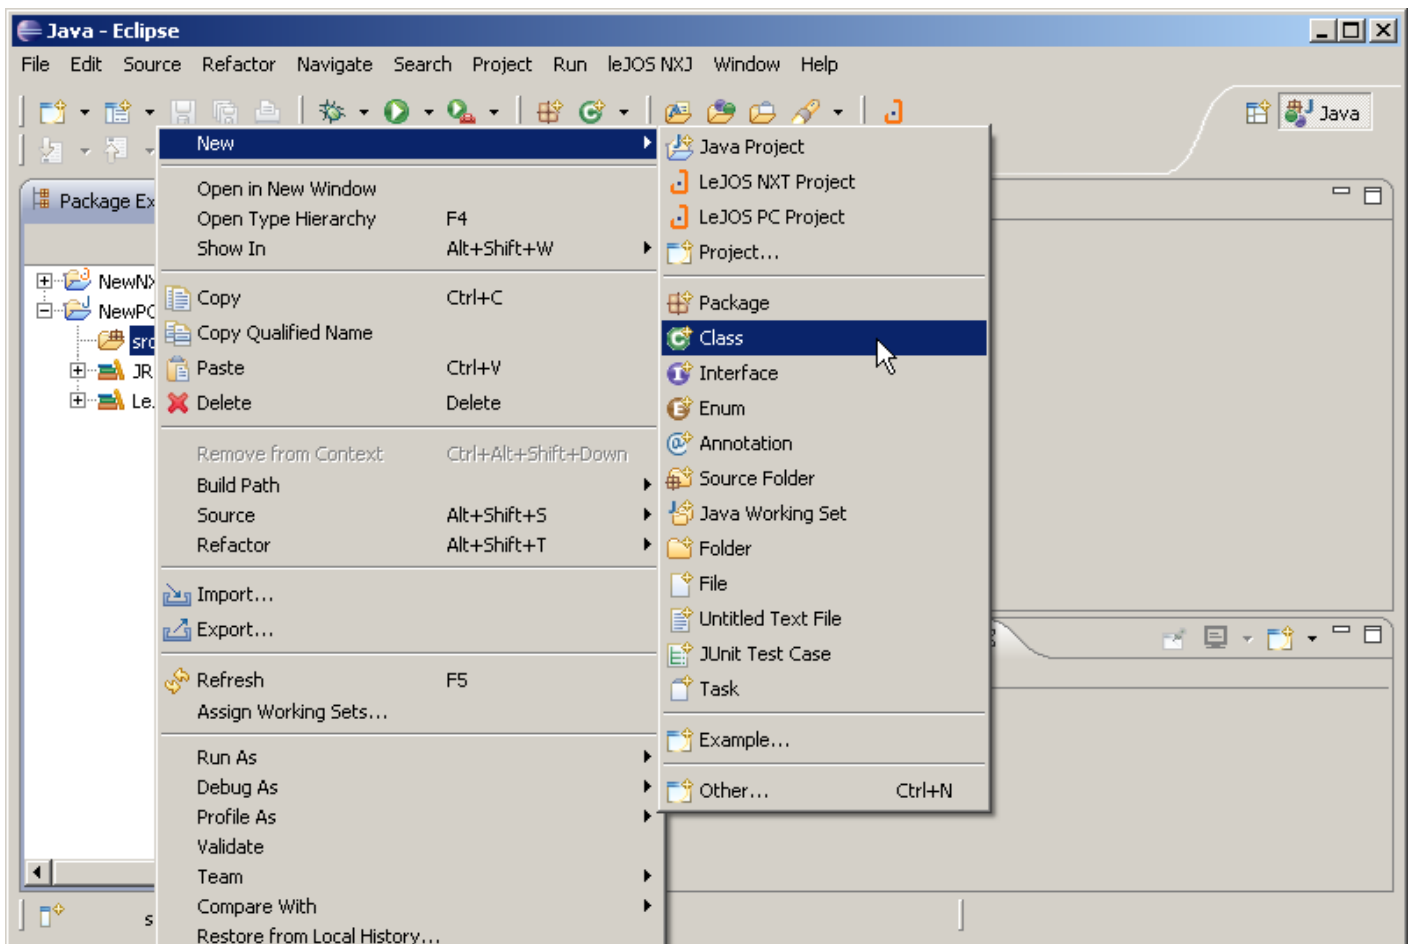 Java - Eclipse
File Edit Source Refactor Navigate Search Project Run leJOS NXJ Window Help
Java
Package Ex
NewNX
NewPC
src
JR
Le
New
Open in New Window
Open Type Hierarchy F4
Show In Alt+Shift+W
Copy Ctrl+C
Copy Qualified Name
Paste Ctrl+V
Delete Delete
Remove from Context Ctrl+Alt+Shift+Down
Build Path
Source Alt+Shift+S
Refactor Alt+Shift+T
Import...
Export...
Refresh F5
Assign Working Sets...
Run As
Debug As
Profile As
Validate
Team
Compare With
Restore from Local History...
Java Project
LeJOS NXT Project
LeJOS PC Project
Project...
Package
Class
Interface
Enum
Annotation
Source Folder
Java Working Set
Folder
File
Untitled Text File
JUnit Test Case
Task
Example...
Other... Ctrl+N
s